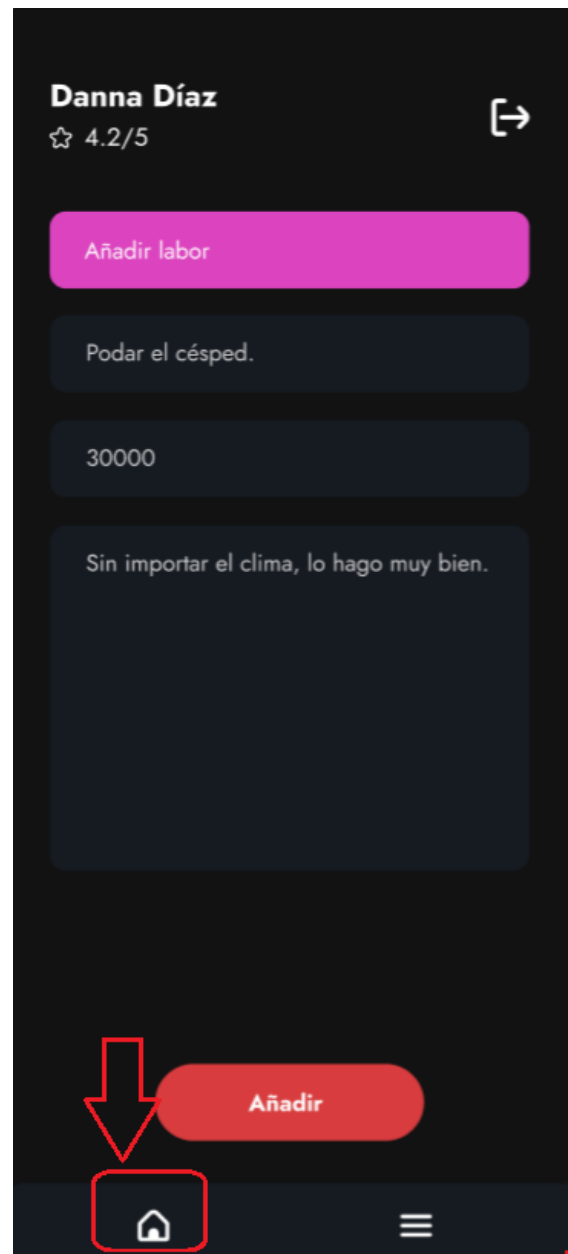 Danna Díaz
4.2/5
Añadir labor
Podar el césped.
30000
Sin importar el clima, lo hago muy bien.
Añadir